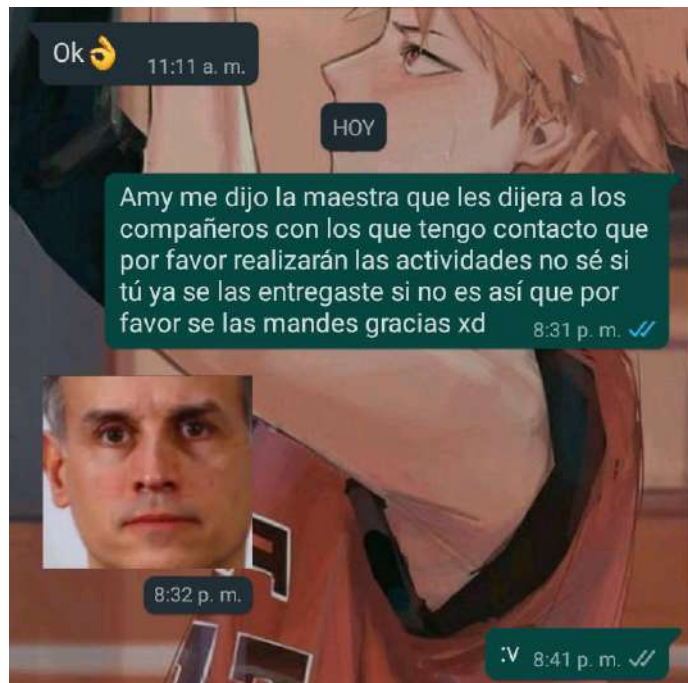 Ok👌 11:11 a. m.
HOY
Amy me dijo la maestra que les dijera a los
compañeros con los que tengo contacto que
por favor realizarán las actividades no sé si
tú ya se las entregaste si no es así que por
favor se las mandes gracias xd 8:31 p. m.
8:32 p. m.
:v 8:41 p. m.